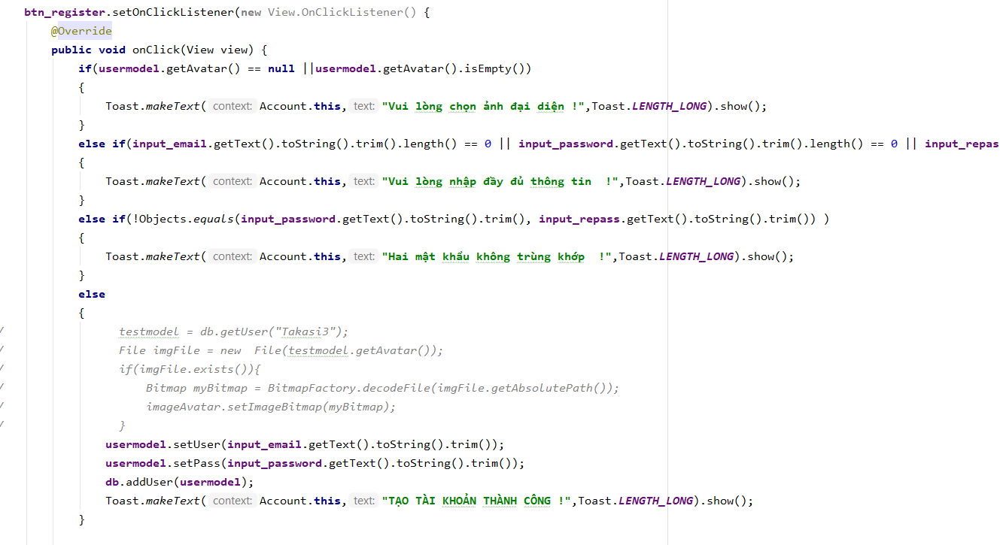 btn_register.setOnClickListener(new View.OnClickListener() {
@Override
public void onClick(View view) {
if(usermodel.getAvatar() == null ||usermodel.getAvatar().isEmpty())
{
Toast.makeText( context: Account.this, text: "Vui lòng chọn ảnh đại diện !",Toast.LENGTH_LONG).show();
}
else if(input_email.getText().toString().trim().length() == 0 || input_password.getText().toString().trim().length() == 0 || input_repas
{
Toast.makeText( context: Account.this, text: "Vui lòng nhập đầy đủ thông tin  !",Toast.LENGTH_LONG).show();
}
else if(!Objects.equals(input_password.getText().toString().trim(), input_repass.getText().toString().trim()) )
{
Toast.makeText( context: Account.this, text: "Hai mật khẩu không trùng khớp  !",Toast.LENGTH_LONG).show();
}
else
{
/ testmodel = db.getUser("Takasi3");
/ File imgFile = new  File(testmodel.getAvatar());
/ if(imgFile.exists()){
/ Bitmap myBitmap = BitmapFactory.decodeFile(imgFile.getAbsolutePath());
/ imageAvatar.setImageBitmap(myBitmap);
/ }
usermodel.setUser(input_email.getText().toString().trim());
usermodel.setPass(input_password.getText().toString().trim());
db.addUser(usermodel);
Toast.makeText( context: Account.this, text: "TẠO TÀI KHOẢN THÀNH CÔNG !",Toast.LENGTH_LONG).show();
}